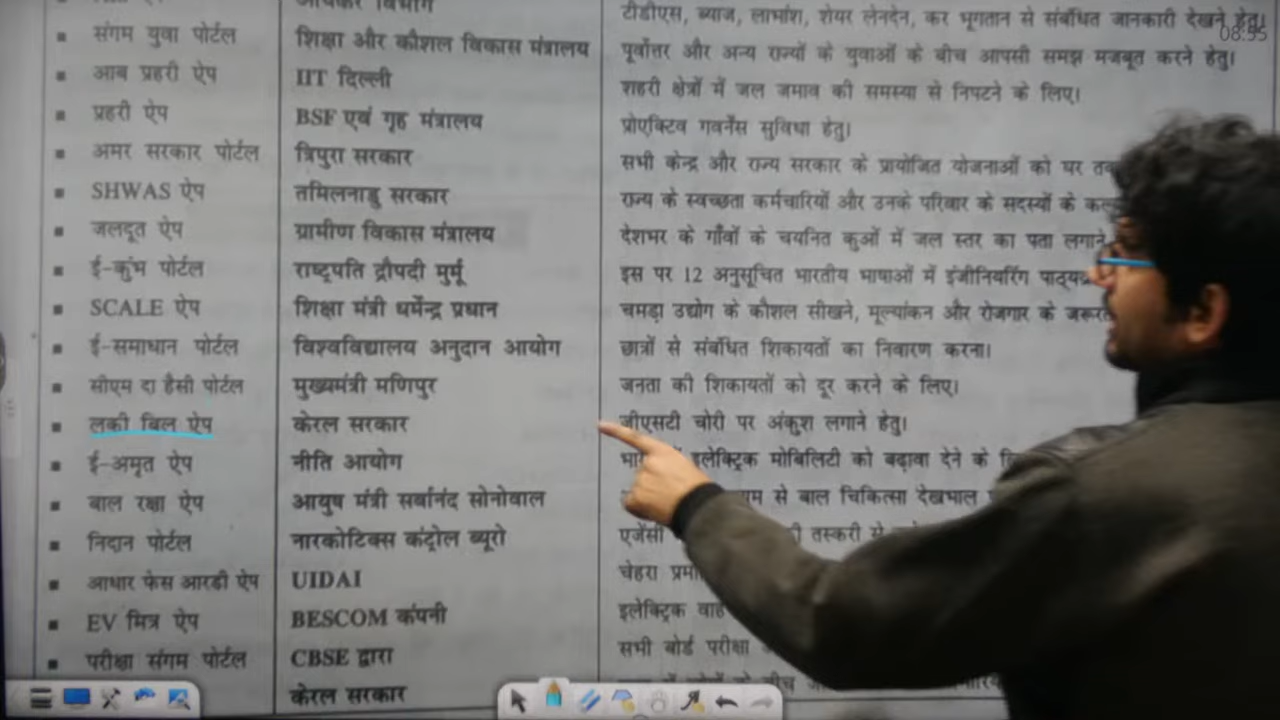 आयकर विभाग टीडीएस, ब्याज, लाभांश, शेयर लेनदेन, कर भूगतान से संबंधित जानकारी देखने हेतु।
08:55
संगम युवा पोर्टल शिक्षा और कौशल विकास मंत्रालय पूर्वोत्तर और अन्य राज्यों के युवाओं के बीच आपसी समझ मजबूत करने हेतु।
आब प्रहरी ऐप IIT दिल्ली शहरी क्षेत्रों में जल जमाव की समस्या से निपटने के लिए।
प्रहरी ऐप BSF एवं गृह मंत्रालय प्रोएक्टिव गवर्नेंस सुविधा हेतु।
अमर सरकार पोर्टल त्रिपुरा सरकार सभी केन्द्र और राज्य सरकार के प्रायोजित योजनाओं को घर
SHWAS ऐप तमिलनाडु सरकार राज्य के स्वच्छता कर्मचारियों और उनके परिवार के सदस्यों के
जलदूत ऐप ग्रामीण विकास मंत्रालय देशभर के गाँवों के चयनित कुओं में जल स्तर का पता लगाने
ई-कुंभ पोर्टल राष्ट्रपति द्रौपदी मुर्मू इस पर 12 अनुसूचित भारतीय भाषाओं में इंजीनियरिंग
SCALE ऐप शिक्षा मंत्री धर्मेन्द्र प्रधान चमड़ा उद्योग के कौशल सीखने, मूल्यांकन और रोजगार के
ई-समाधान पोर्टल विश्वविद्यालय अनुदान आयोग छात्रों से संबंधित शिकायतों का निवारण करना।
सीएम दा हैसी पोर्टल मुख्यमंत्री मणिपुर जनता की शिकायतों को दूर करने के लिए।
लकी बिल ऐप केरल सरकार जीएसटी चोरी पर अंकुश लगाने हेतु।
ई-अमृत ऐप नीति आयोग इलेक्ट्रिक मोबिलिटी को बढ़ावा देने के
बाल रक्षा ऐप आयुष मंत्री सर्बानंद सोनोवाल से बाल चिकित्सा देखभाल
निदान पोर्टल नारकोटिक्स कंट्रोल ब्यूरो एजेंसी तस्करी से
आधार फेस आरडी ऐप UIDAI चेहरा
EV मित्र ऐप BESCOM कंपनी इलेक्ट्रिक
परीक्षा संगम पोर्टल CBSE द्वारा सभी बोर्ड परीक्षा
केरल सरकार